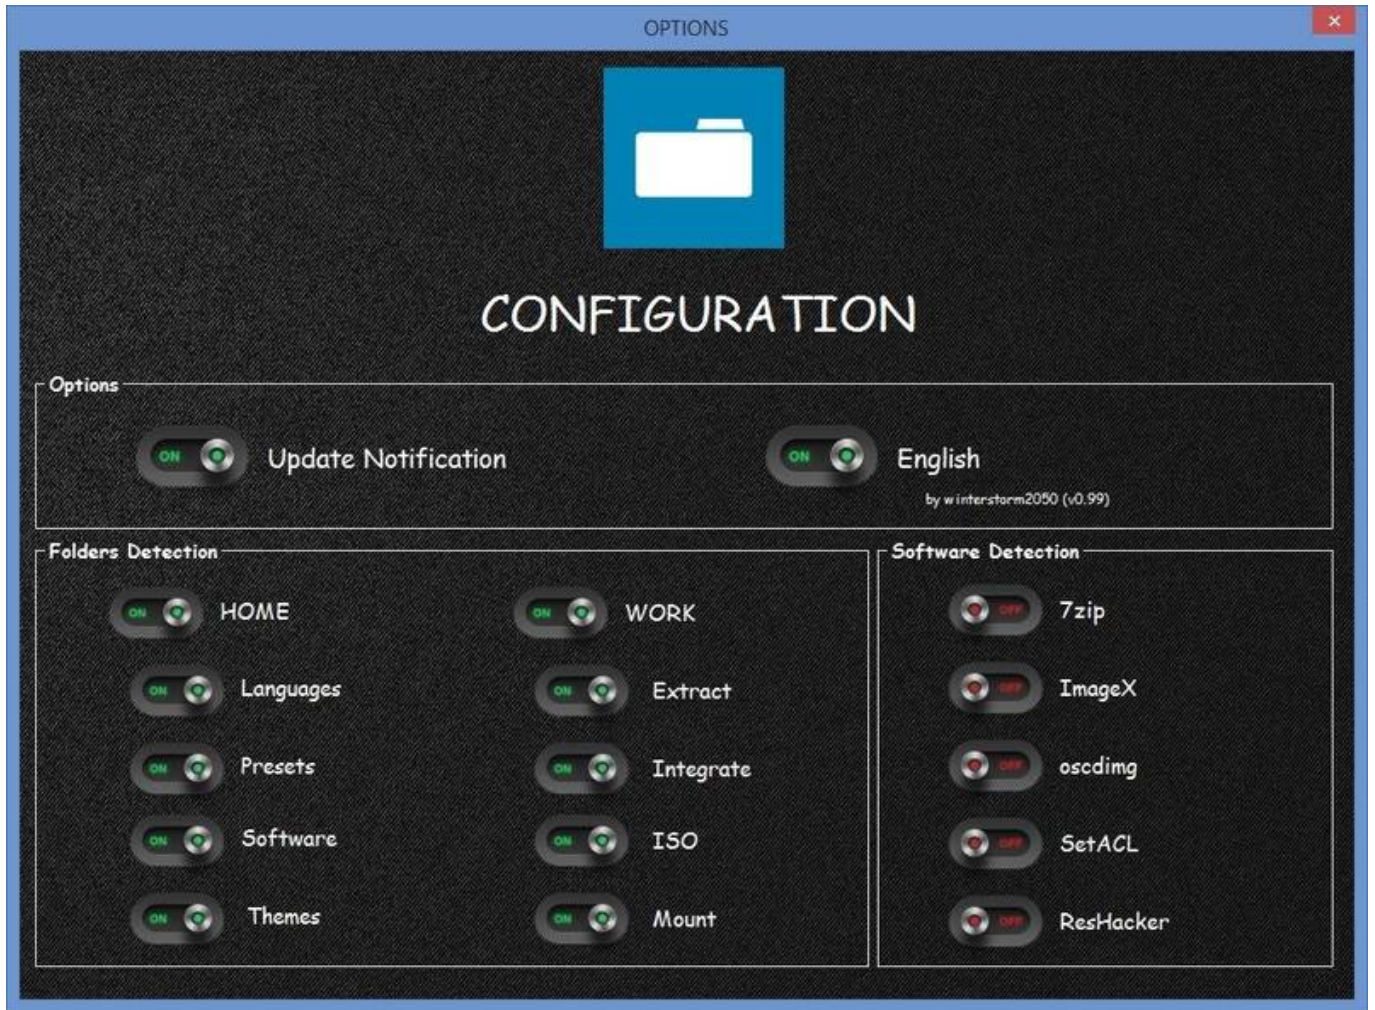 OPTIONS
CONFIGURATION
Options
ON Update Notification
ON English
by winterstorm2050 (v0.99)
Folders Detection
ON HOME
ON WORK
ON Languages
ON Extract
ON Presets
ON Integrate
ON Software
ON ISO
ON Themes
ON Mount
Software Detection
OFF 7zip
OFF ImageX
OFF oscdimg
OFF SetACL
OFF ResHacker